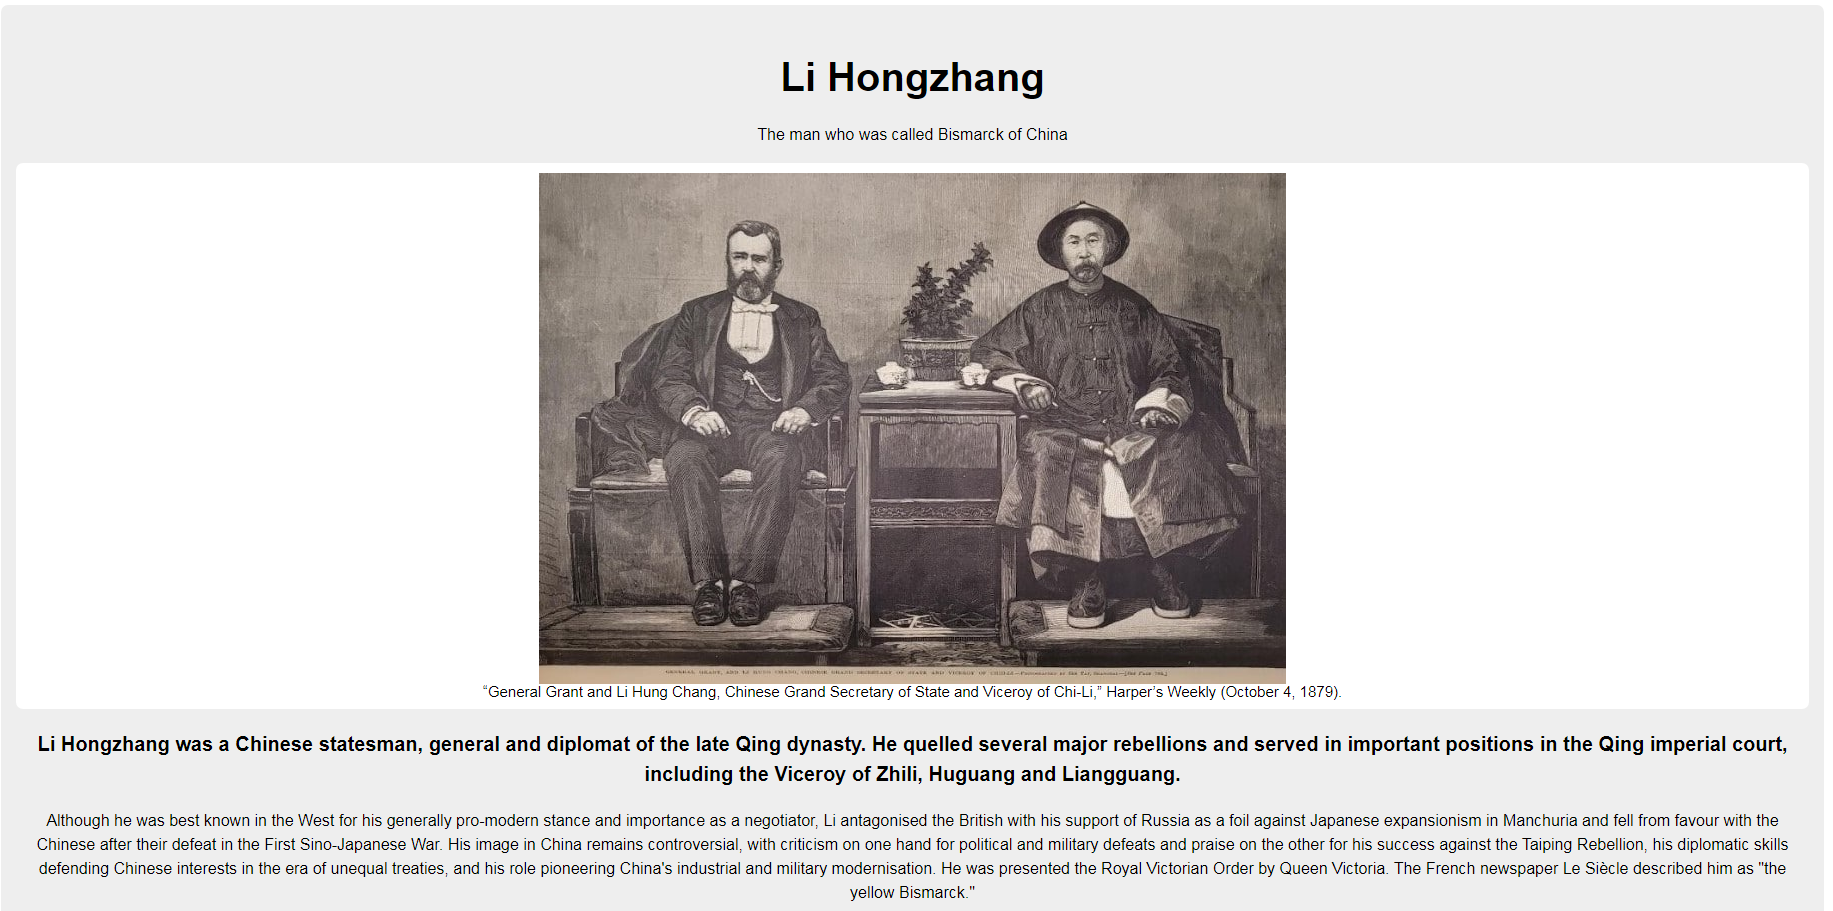 Li Hongzhang
The man who was called Bismarck of China
GENERAL GRANT, AND LI HUNG CHANG, CHINESE GRAND SECRETARY OF STATE AND VICEROY OF CHI-LI.—Photographed by
“General Grant and Li Hung Chang, Chinese Grand Secretary of State and Viceroy of Chi-Li,” Harper’s Weekly (October 4, 1879).
Li Hongzhang was a Chinese statesman, general and diplomat of the late Qing dynasty. He quelled several major rebellions and served in important positions in the Qing imperial court,
including the Viceroy of Zhili, Huguang and Liangguang.
Although he was best known in the West for his generally pro-modern stance and importance as a negotiator, Li antagonised the British with his support of Russia as a foil against Japanese expansionism in Manchuria and fell from favour with the
Chinese after their defeat in the First Sino-Japanese War. His image in China remains controversial, with criticism on one hand for political and military defeats and praise on the other for his success against the Taiping Rebellion, his diplomatic skills
defending Chinese interests in the era of unequal treaties, and his role pioneering China's industrial and military modernisation. He was presented the Royal Victorian Order by Queen Victoria. The French newspaper Le Siècle described him as "the
yellow Bismarck."